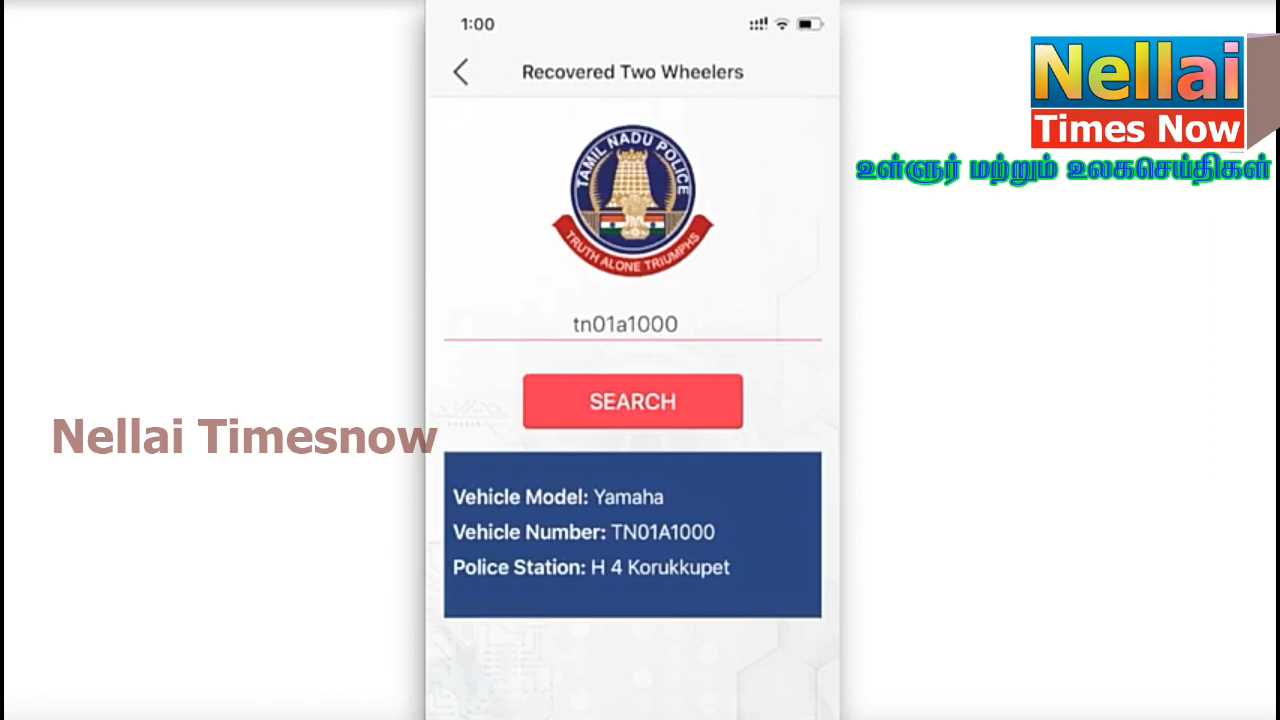 1:00
Recovered Two Wheelers
TAMIL NADU POLICE
TRUTH ALONE TRIUMPHS
tn01a1000
SEARCH
Vehicle Model: Yamaha
Vehicle Number: TN01A1000
Police Station: H 4 Korukkupet
Nellai
Times Now
உள்ளுர் மற்றும் உலகசெய்திகள்
Nellai Timesnow